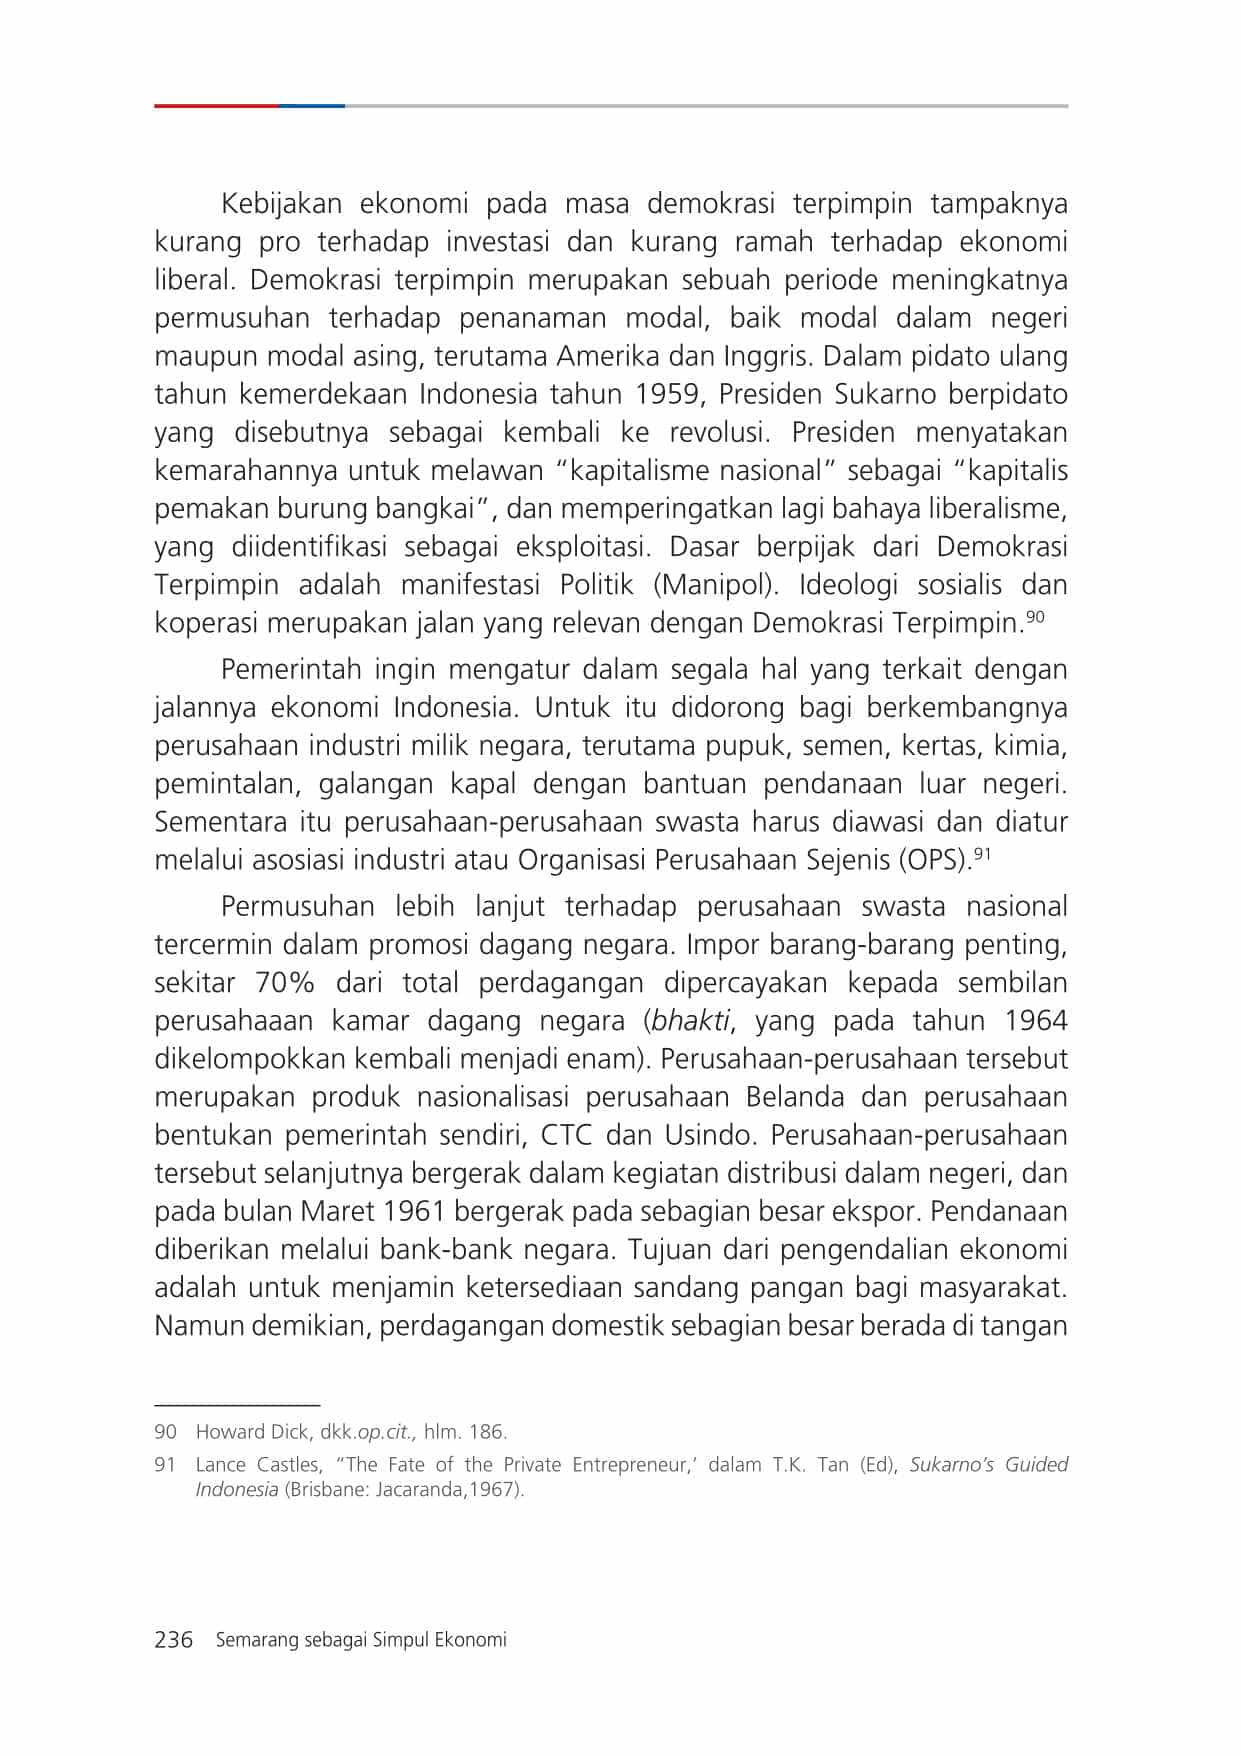 Kebijakan ekonomi pada masa demokrasi terpimpin tampaknya
kurang pro terhadap investasi dan kurang ramah terhadap ekonomi
liberal. Demokrasi terpimpin merupakan sebuah periode meningkatnya
permusuhan terhadap penanaman modal, baik modal dalam negeri
maupun modal asing, terutama Amerika dan Inggris. Dalam pidato ulang
tahun kemerdekaan Indonesia tahun 1959, Presiden Sukarno berpidato
yang disebutnya sebagai kembali ke revolusi. Presiden menyatakan
kemarahannya untuk melawan “kapitalisme nasional” sebagai “kapitalis
pemakan burung bangkai”, dan memperingatkan lagi bahaya liberalisme,
yang diidentifikasi sebagai eksploitasi. Dasar berpijak dari Demokrasi
Terpimpin adalah manifestasi Politik (Manipol). Ideologi sosialis dan
koperasi merupakan jalan yang relevan dengan Demokrasi Terpimpin.90
Pemerintah ingin mengatur dalam segala hal yang terkait dengan
jalannya ekonomi Indonesia. Untuk itu didorong bagi berkembangnya
perusahaan industri milik negara, terutama pupuk, semen, kertas, kimia,
pemintalan, galangan kapal dengan bantuan pendanaan luar negeri.
Sementara itu perusahaan-perusahaan swasta harus diawasi dan diatur
melalui asosiasi industri atau Organisasi Perusahaan Sejenis (OPS).91
Permusuhan lebih lanjut terhadap perusahaan swasta nasional
tercermin dalam promosi dagang negara. Impor barang-barang penting,
sekitar 70% dari total perdagangan dipercayakan kepada sembilan
perusahaaan kamar dagang negara (bhakti, yang pada tahun 1964
dikelompokkan kembali menjadi enam). Perusahaan-perusahaan tersebut
merupakan produk nasionalisasi perusahaan Belanda dan perusahaan
bentukan pemerintah sendiri, CTC dan Usindo. Perusahaan-perusahaan
tersebut selanjutnya bergerak dalam kegiatan distribusi dalam negeri, dan
pada bulan Maret 1961 bergerak pada sebagian besar ekspor. Pendanaan
diberikan melalui bank-bank negara. Tujuan dari pengendalian ekonomi
adalah untuk menjamin ketersediaan sandang pangan bagi masyarakat.
Namun demikian, perdagangan domestik sebagian besar berada di tangan
90 Howard Dick, dkk.op.cit., hlm. 186.
91 Lance Castles, “The Fate of the Private Entrepreneur,’ dalam T.K. Tan (Ed), Sukarno’s Guided
Indonesia (Brisbane: Jacaranda,1967).
236 Semarang sebagai Simpul Ekonomi